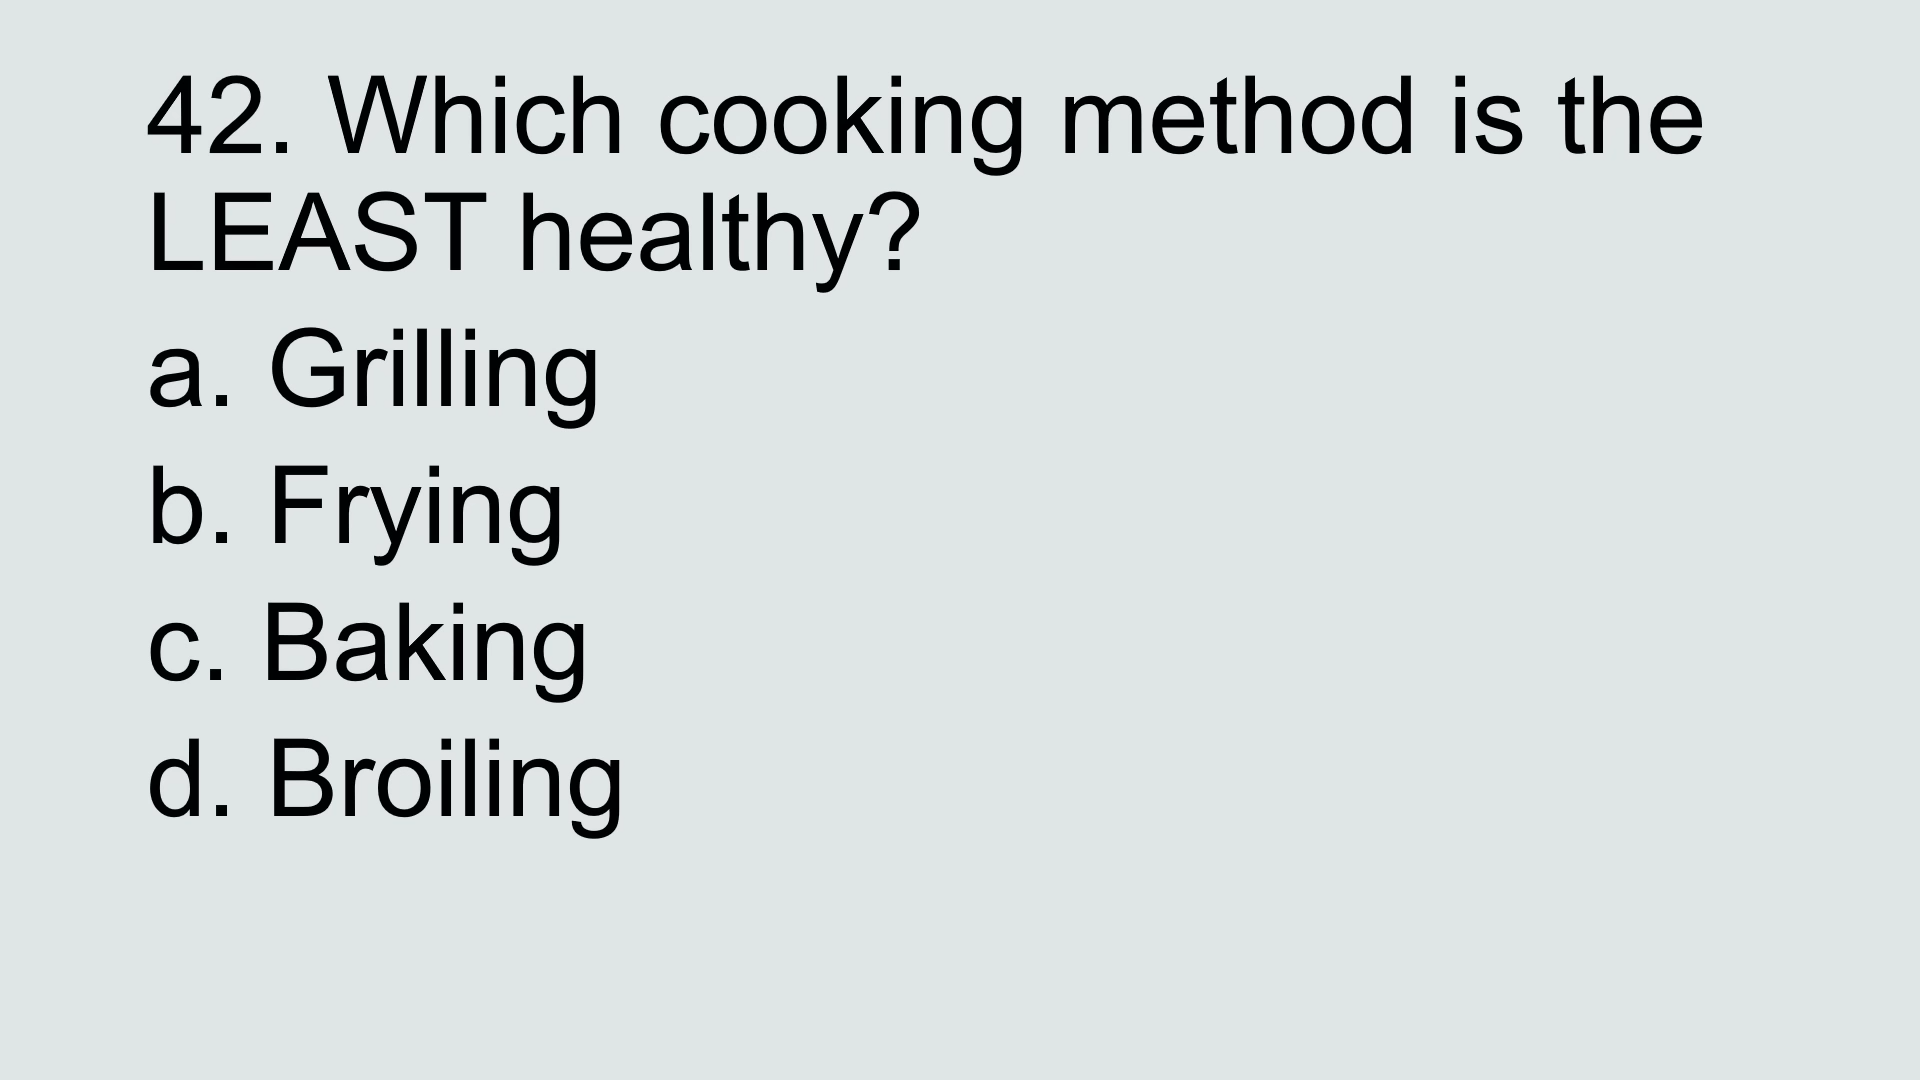 42. Which cooking method is the
LEAST healthy?
a. Grilling
b. Frying
c. Baking
d. Broiling